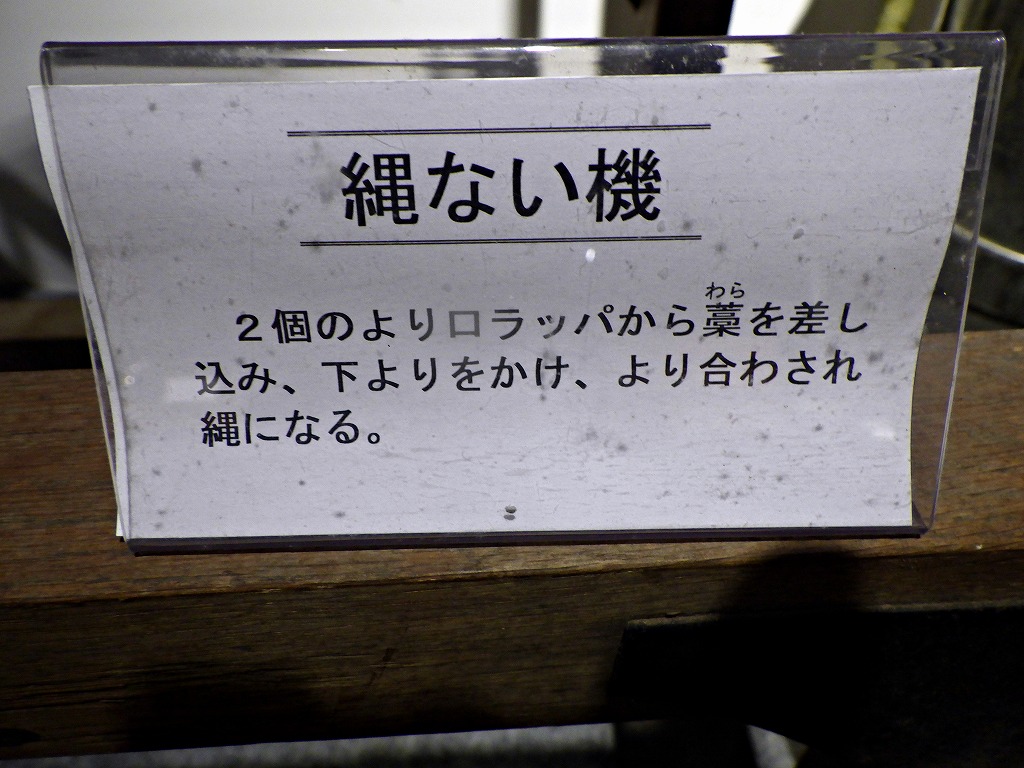 縄ない機
２個のより口ラッパから藁を差し
わら
込み、下よりをかけ、より合わされ
縄になる。